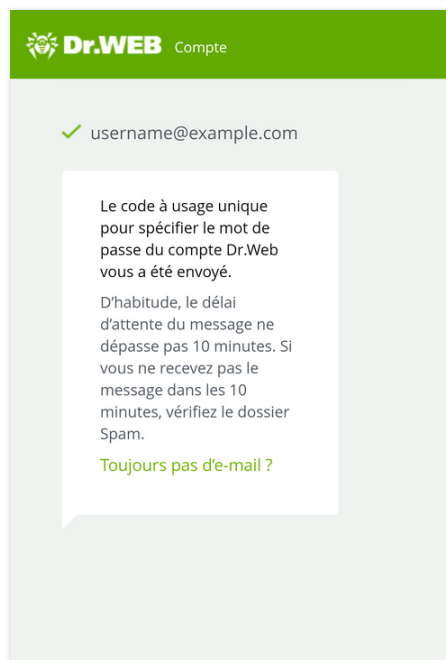 Dr.WEB Compte
username@example.com
Le code à usage unique
pour spécifier le mot de
passe du compte Dr.Web
vous a été envoyé.
D’habitude, le délai
d’attente du message ne
dépasse pas 10 minutes. Si
vous ne recevez pas le
message dans les 10
minutes, vérifiez le dossier
Spam.
Toujours pas d’e-mail ?